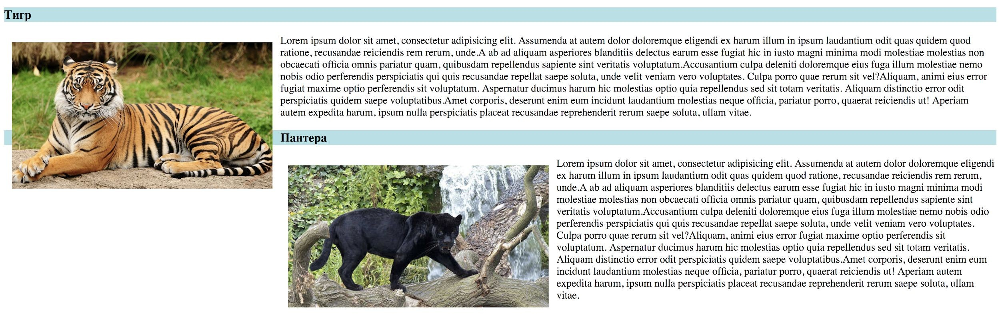 Тигр
Lorem ipsum dolor sit amet, consectetur adipisicing elit. Assumenda at autem dolor doloremque eligendi ex harum illum in ipsum laudantium odit quas quidem quod
ratione, recusandae reiciendis rem rerum, unde.A ab ad aliquam asperiores blanditiis delectus earum esse fugiat hic in iusto magni minima modi molestiae molestias non
obcaecati officia omnis pariatur quam, quibusdam repellendus sapiente sint veritatis voluptatum.Accusantium culpa deleniti doloremque eius fuga illum molestiae nemo
nobis odio perferendis perspiciatis qui quis recusandae repellat saepe soluta, unde velit veniam vero voluptates. Culpa porro quae rerum sit vel?Aliquam, animi eius error
fugiat maxime optio perferendis sit voluptatum. Aspernatur ducimus harum hic molestias optio quia repellendus sed sit totam veritatis. Aliquam distinctio error odit
perspiciatis quidem saepe voluptatibus.Amet corporis, deserunt enim eum incidunt laudantium molestias neque officia, pariatur porro, quaerat reiciendis ut! Aperiam
autem expedita harum, ipsum nulla perspiciatis placeat recusandae reprehenderit rerum saepe soluta, ullam vitae.
Пантера
Lorem ipsum dolor sit amet, consectetur adipisicing elit. Assumenda at autem dolor doloremque eligendi
ex harum illum in ipsum laudantium odit quas quidem quod ratione, recusandae reiciendis rem rerum,
unde.A ab ad aliquam asperiores blanditiis delectus earum esse fugiat hic in iusto magni minima modi
molestiae molestias non obcaecati officia omnis pariatur quam, quibusdam repellendus sapiente sint
veritatis voluptatum.Accusantium culpa deleniti doloremque eius fuga illum molestiae nemo nobis odio
perferendis perspiciatis qui quis recusandae repellat saepe soluta, unde velit veniam vero voluptates.
Culpa porro quae rerum sit vel?Aliquam, animi eius error fugiat maxime optio perferendis sit
voluptatum. Aspernatur ducimus harum hic molestias optio quia repellendus sed sit totam veritatis.
Aliquam distinctio error odit perspiciatis quidem saepe voluptatibus.Amet corporis, deserunt enim eum
incidunt laudantium molestias neque officia, pariatur porro, quaerat reiciendis ut! Aperiam autem
expedita harum, ipsum nulla perspiciatis placeat recusandae reprehenderit rerum saepe soluta, ullam
vitae.